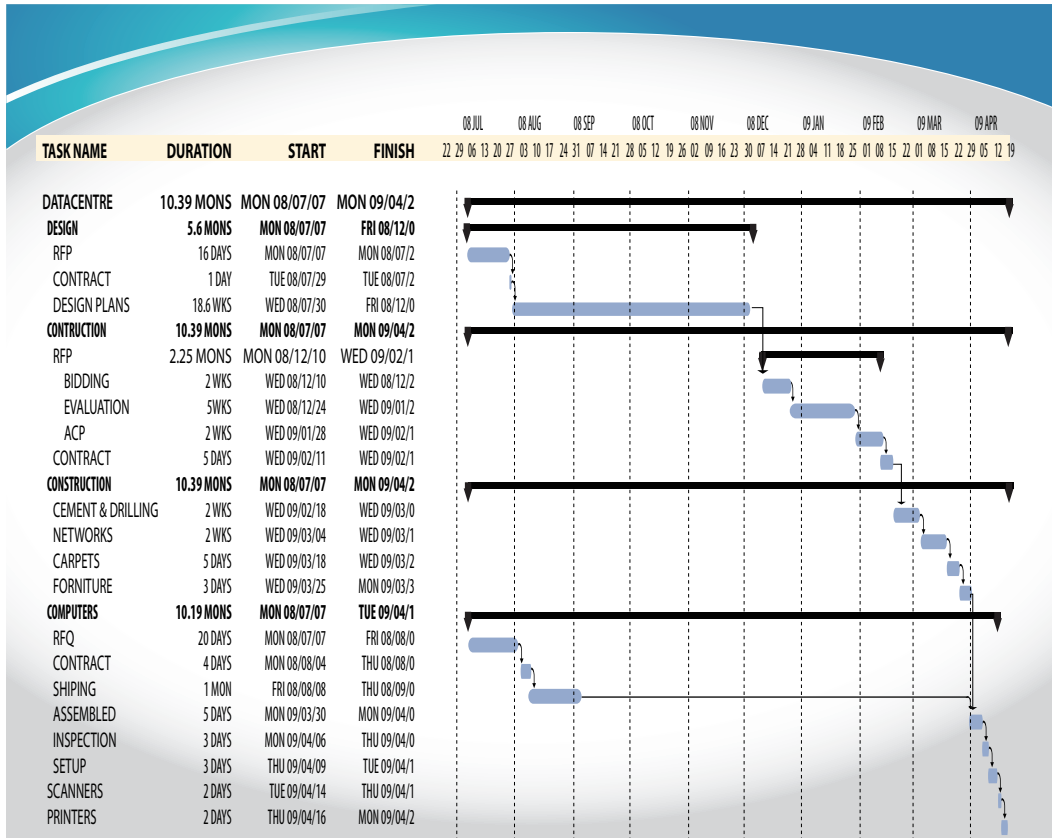 08 JUL 08 AUG 08 SEP 08 OCT 08 NOV 08 DEC 09 JAN 09 FEB 09 MAR 09 APR
TASK NAME DURATION START FINISH 22 29 06 13 20 27 03 10 17 24 31 07 14 21 28 05 12 19 26 02 09 16 23 30 07 14 21 28 04 11 18 25 01 08 15 22 01 08 15 22 29 05 12 19
DATACENTRE 10.39 MONS MON 08/07/07 MON 09/04/2
DESIGN 5.6 MONS MON 08/07/07 FRI 08/12/0
RFP 16 DAYS MON 08/07/07 MON 08/07/2
CONTRACT 1 DAY TUE 08/07/29 TUE 08/07/2
DESIGN PLANS 18.6 WKS WED 08/07/30 FRI 08/12/0
CONTRUCTION 10.39 MONS MON 08/07/07 MON 09/04/2
RFP 2.25 MONS MON 08/12/10 WED 09/02/1
BIDDING 2 WKS WED 08/12/10 WED 08/12/2
EVALUATION 5WKS WED 08/12/24 WED 09/01/2
ACP 2 WKS WED 09/01/28 WED 09/02/1
CONTRACT 5 DAYS WED 09/02/11 WED 09/02/1
CONSTRUCTION 10.39 MONS MON 08/07/07 MON 09/04/2
CEMENT & DRILLING 2 WKS WED 09/02/18 WED 09/03/0
NETWORKS 2 WKS WED 09/03/04 WED 09/03/1
CARPETS 5 DAYS WED 09/03/18 WED 09/03/2
FORNITURE 3 DAYS WED 09/03/25 MON 09/03/3
COMPUTERS 10.19 MONS MON 08/07/07 TUE 09/04/1
RFQ 20 DAYS MON 08/07/07 FRI 08/08/0
CONTRACT 4 DAYS MON 08/08/04 THU 08/08/0
SHIPING 1 MON FRI 08/08/08 THU 08/09/0
ASSEMBLED 5 DAYS MON 09/03/30 MON 09/04/0
INSPECTION 3 DAYS MON 09/04/06 THU 09/04/0
SETUP 3 DAYS THU 09/04/09 TUE 09/04/1
SCANNERS 2 DAYS TUE 09/04/14 THU 09/04/1
PRINTERS 2 DAYS THU 09/04/16 MON 09/04/2